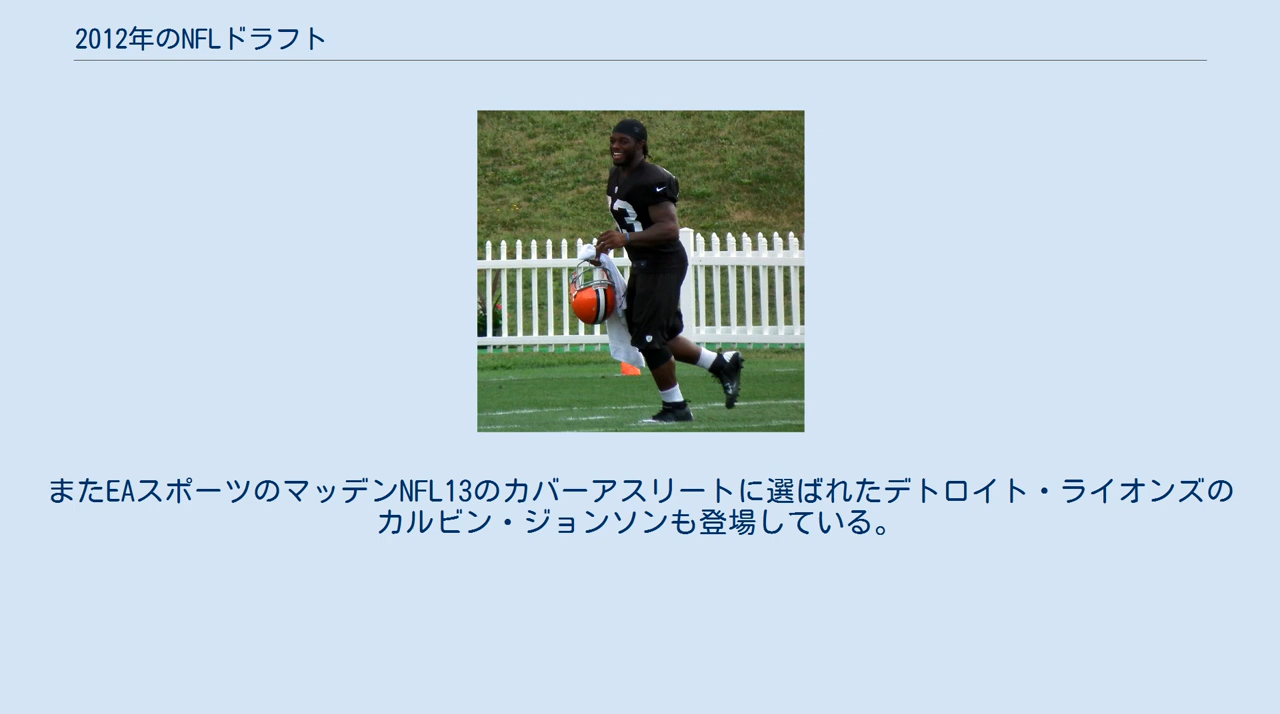 2012年のNFLドラフト
またEAスポーツのマッデンNFL13のカバーアスリートに選ばれたデトロイト・ライオンズの
カルビン・ジョンソンも登場している。